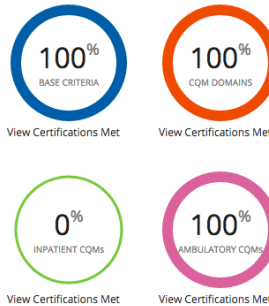 100%
BASE CRITERIA
View Certifications Met
100%
CQM DOMAINS
View Certifications Met
0%
INPATIENT CQMs
View Certifications Met
100%
AMBULATORY CQMs
View Certifications Met